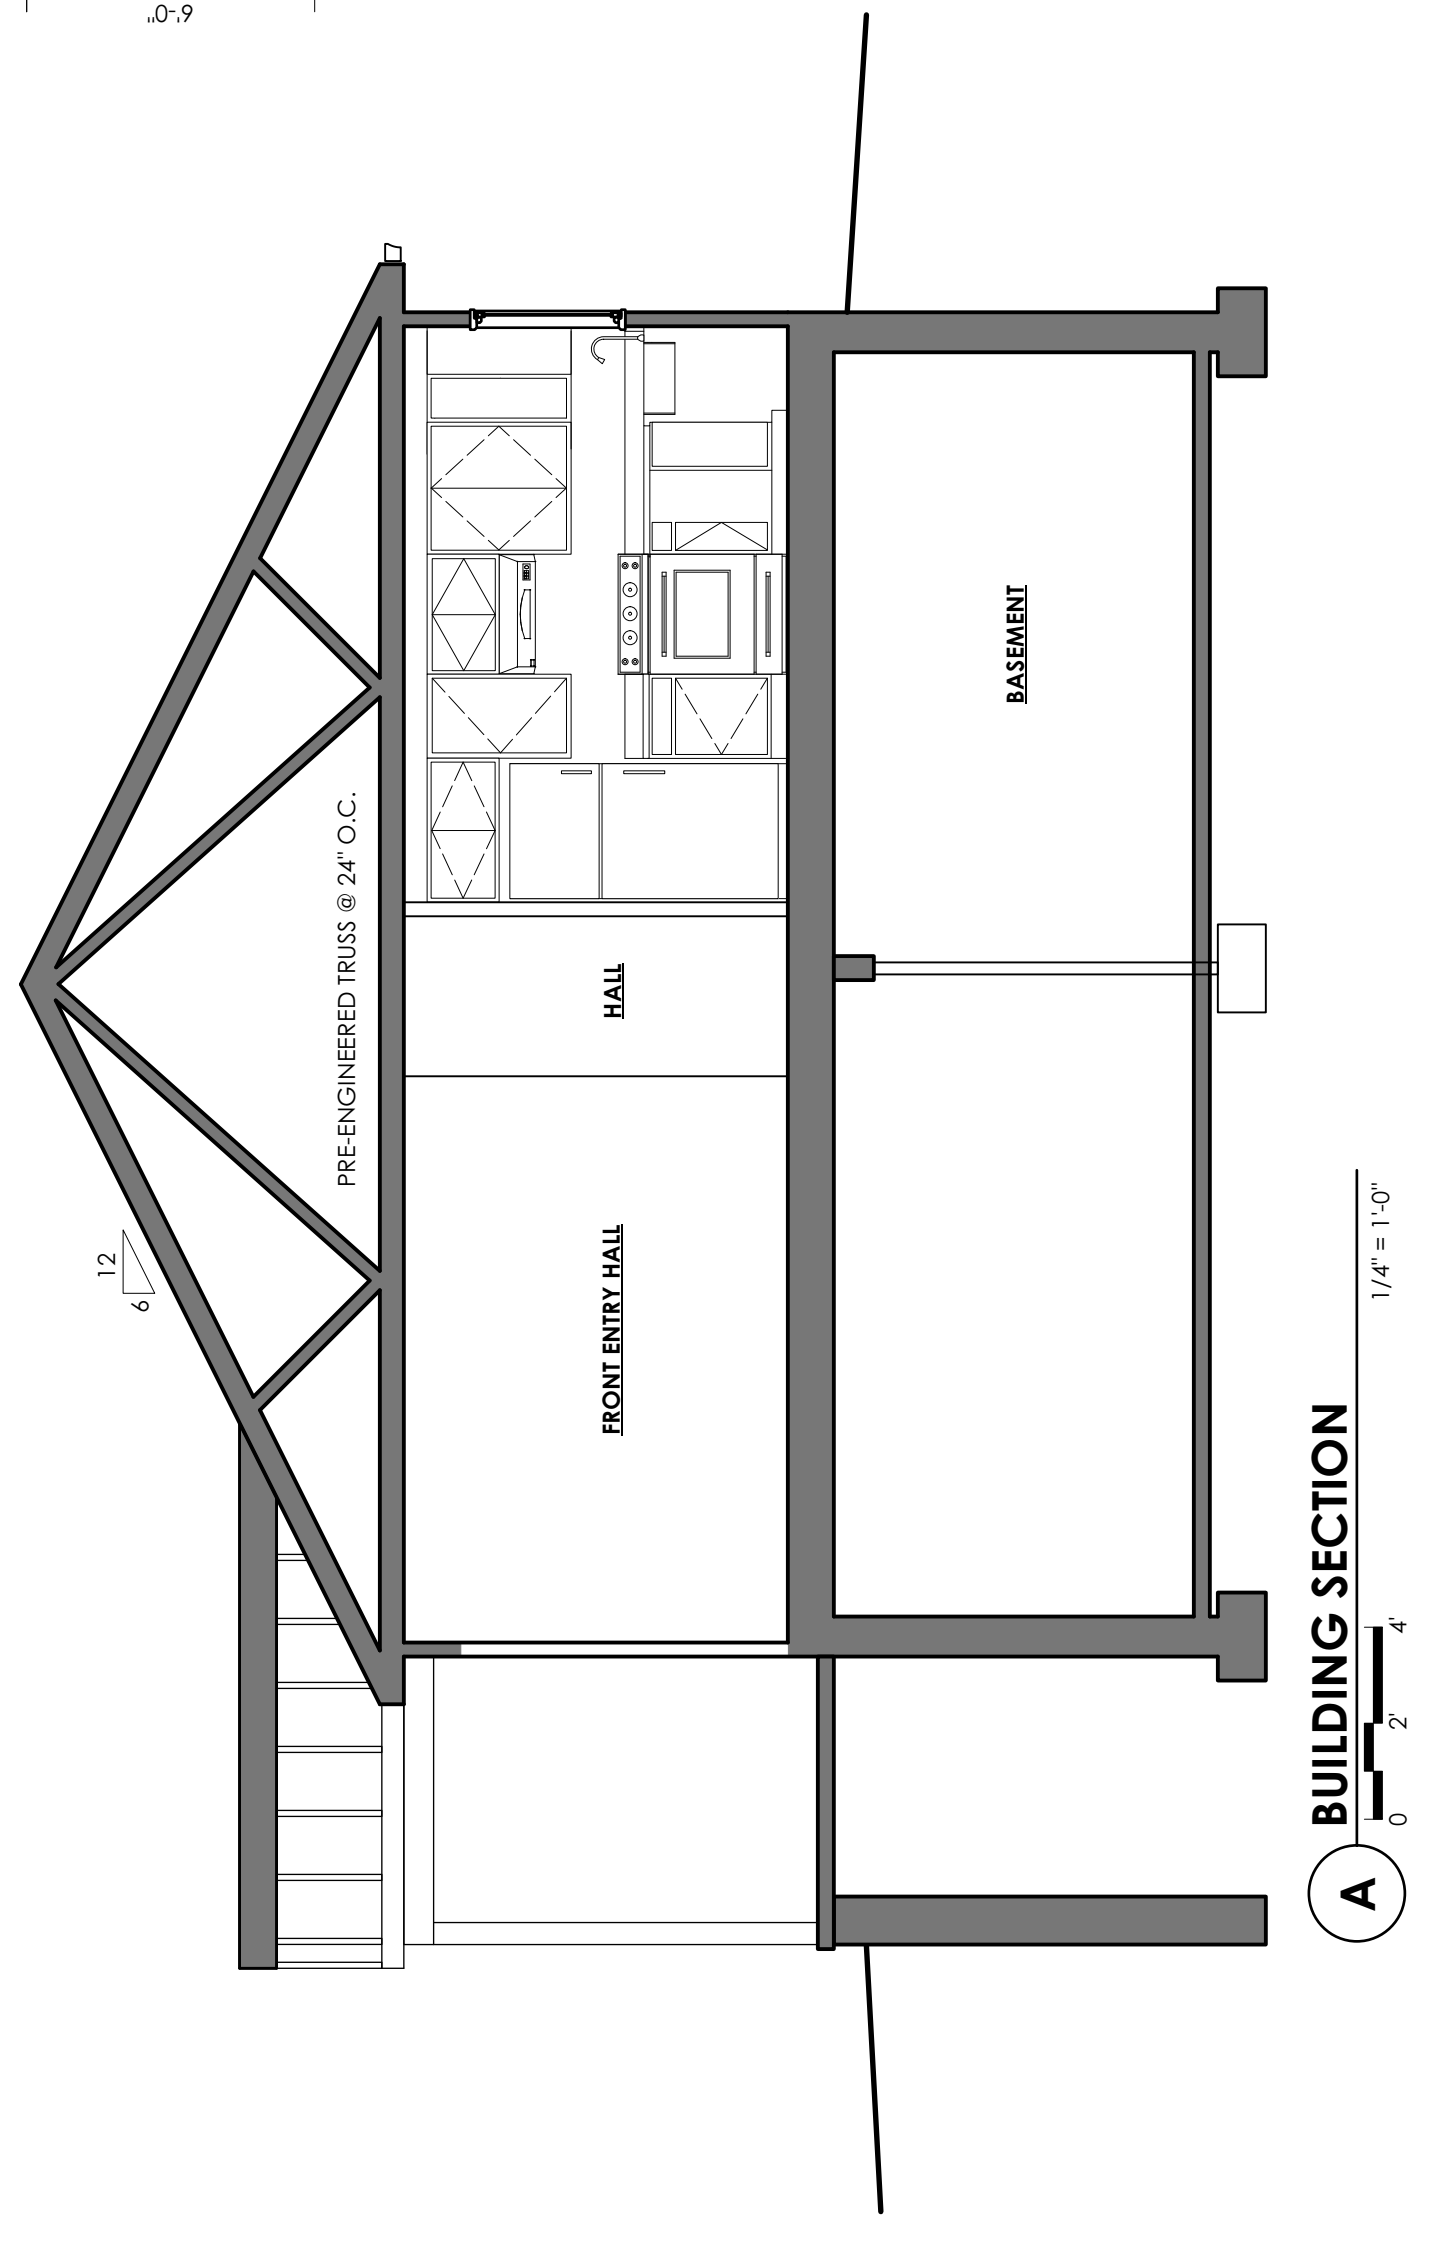 6'-0"
12
6
PRE-ENGINEERED TRUSS @ 24" O.C.
FRONT ENTRY HALL
HALL
BASEMENT
A
BUILDING SECTION
1/4" = 1'-0"
0 2' 4'